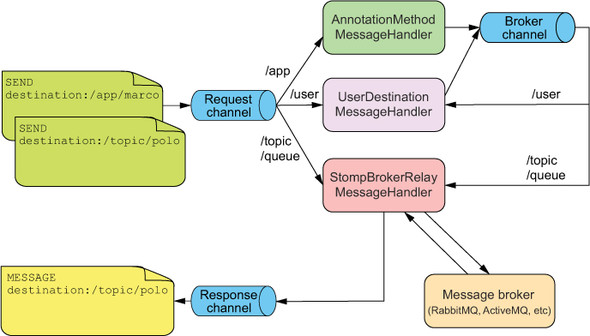 AnnotationMethod
MessageHandler
Broker
channel
/app
SEND
destination:/app/marco
Request
channel
/user
UserDestination
MessageHandler
/user
SEND
destination:/topic/polo
/topic
/queue
/topic
/queue
StompBrokerRelay
MessageHandler
MESSAGE
destination:/topic/polo
Response
channel
Message broker
(RabbitMQ, ActiveMQ, etc)